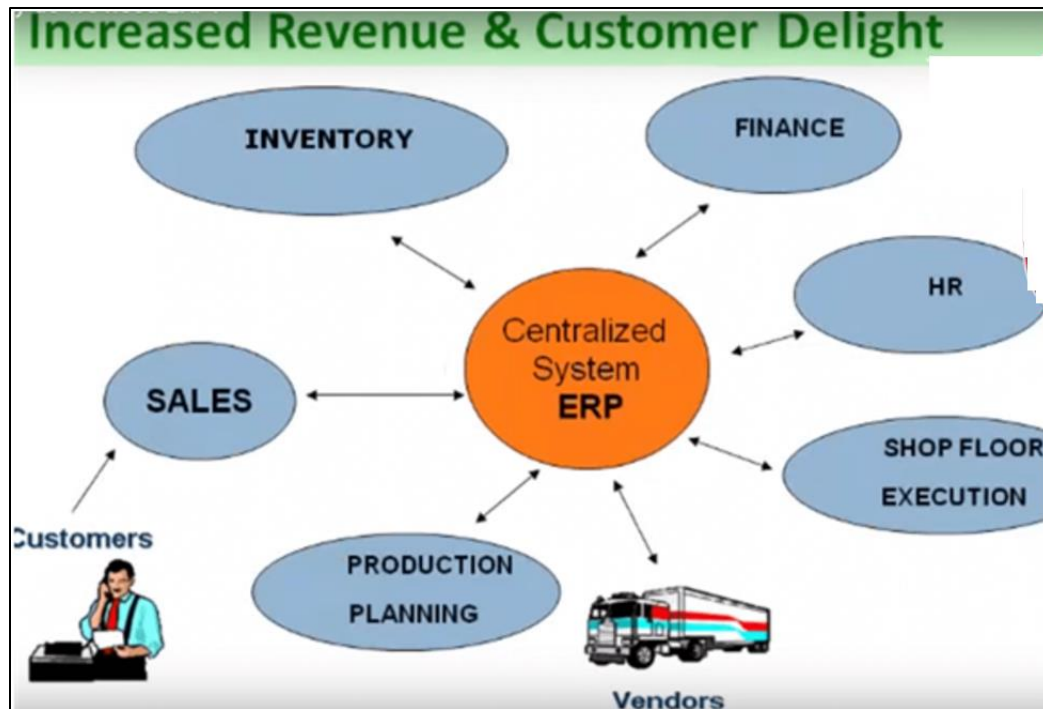 Increased Revenue & Customer Delight
INVENTORY
FINANCE
HR
Centralized
System
ERP
SALES
SHOP FLOOR
EXECUTION
Customers
PRODUCTION
PLANNING
Vendors